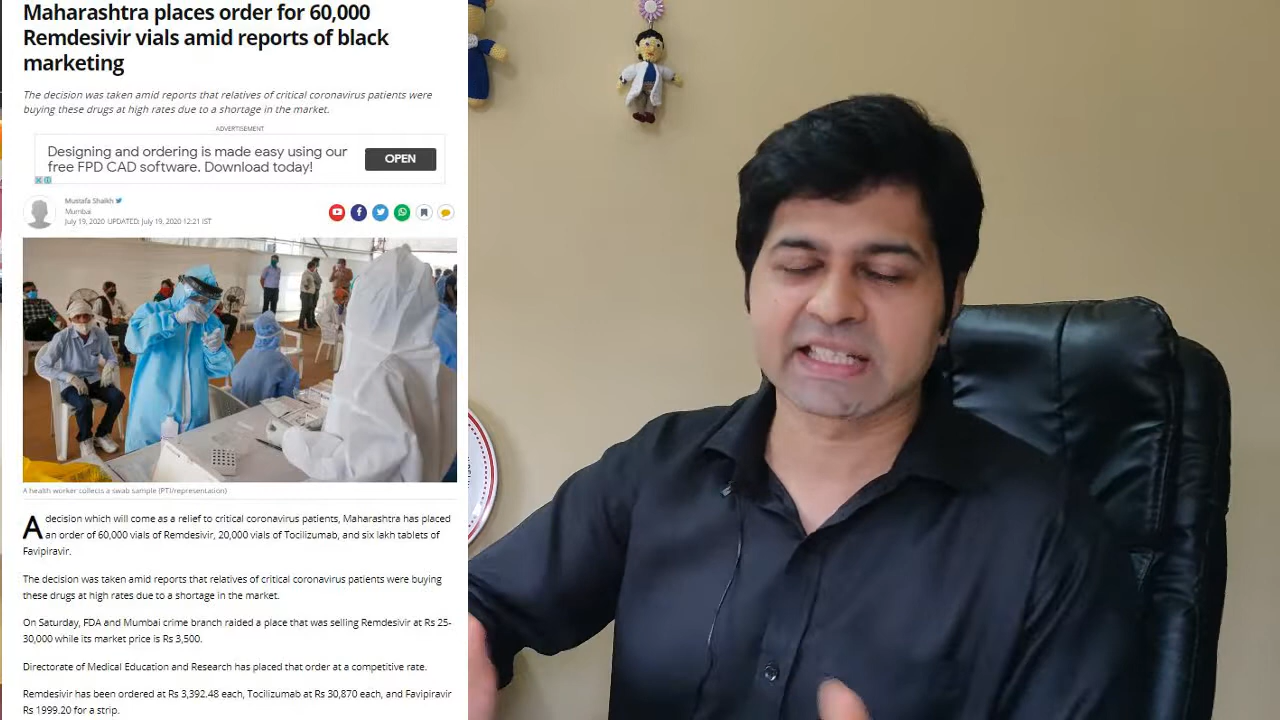 Maharashtra places order for 60,000
Remdesivir vials amid reports of black
marketing
The decision was taken amid reports that relatives of critical coronavirus patients were
buying these drugs at high rates due to a shortage in the market.
ADVERTISEMENT
Designing and ordering is made easy using our
free FPD CAD software. Download today!
OPEN
Mustafa Shaikh
Mumbai
July 19, 2020 UPDATED: July 19, 2020 12:21 IST
A health worker collects a swab sample (PTI/representation)
A decision which will come as a relief to critical coronavirus patients, Maharashtra has placed
an order of 60,000 vials of Remdesivir, 20,000 vials of Tocilizumab, and six lakh tablets of
Favipiravir.
The decision was taken amid reports that relatives of critical coronavirus patients were buying
these drugs at high rates due to a shortage in the market.
On Saturday, FDA and Mumbai crime branch raided a place that was selling Remdesivir at Rs 25-
30,000 while its market price is Rs 3,500.
Directorate of Medical Education and Research has placed that order at a competitive rate.
Remdesivir has been ordered at Rs 3,392.48 each, Tocilizumab at Rs 30,870 each, and Favipiravir
Rs 1999.20 for a strip.